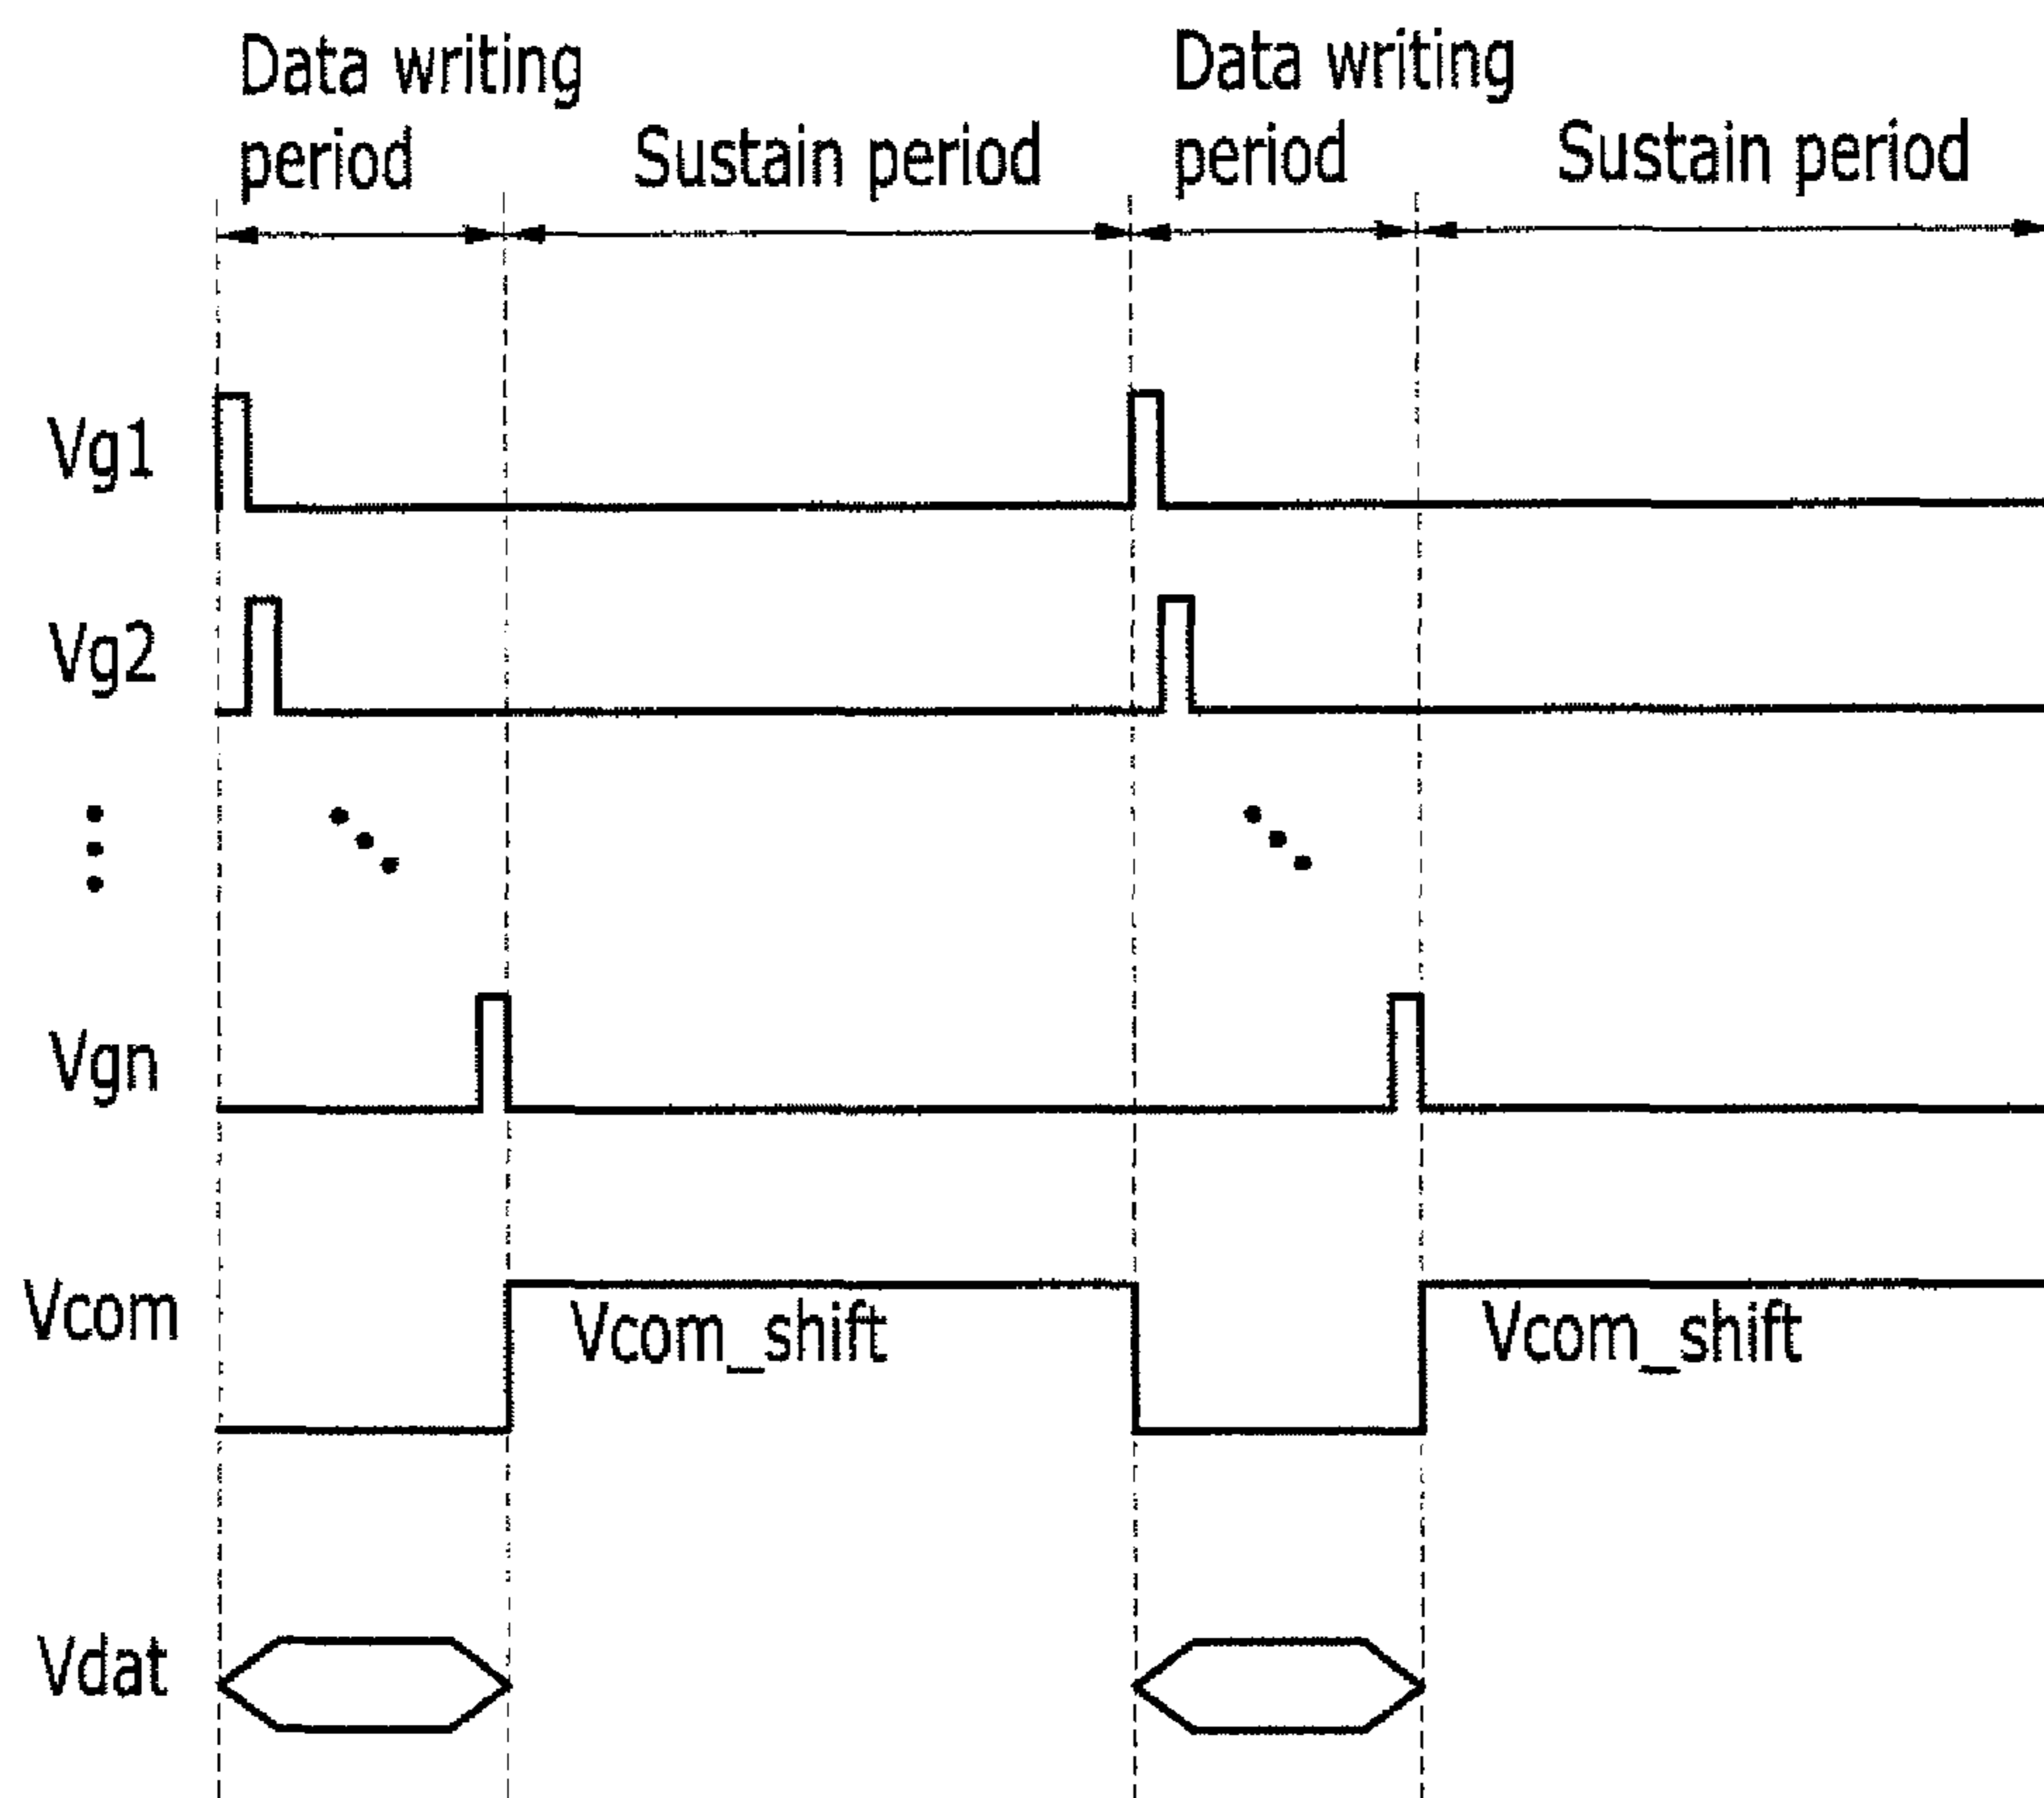 Data writing
period
Sustain period
Data writing
period
Sustain period
Vg1
Vg2
Vgn
Vcom
Vcom_shift
Vcom_shift
Vdat